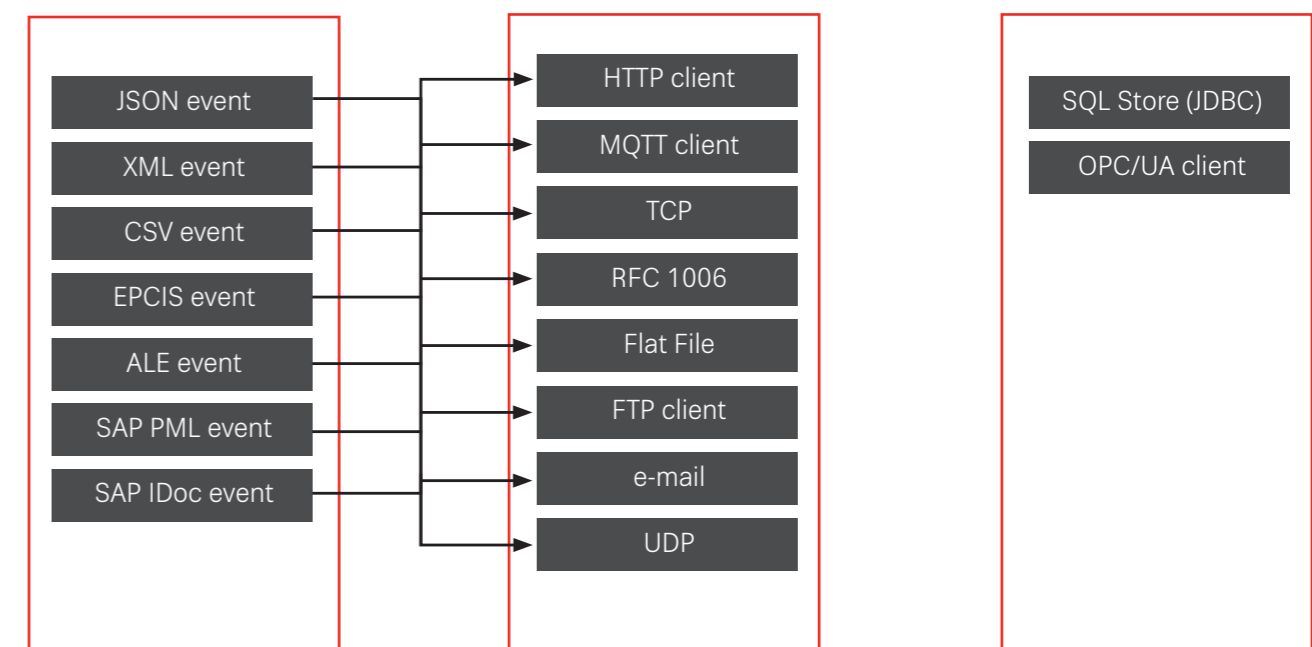 JSON event
XML event
CSV event
EPCIS event
ALE event
SAP PML event
SAP IDoc event
HTTP client
MQTT client
TCP
RFC 1006
Flat File
FTP client
e-mail
UDP
SQL Store (JDBC)
OPC/UA client